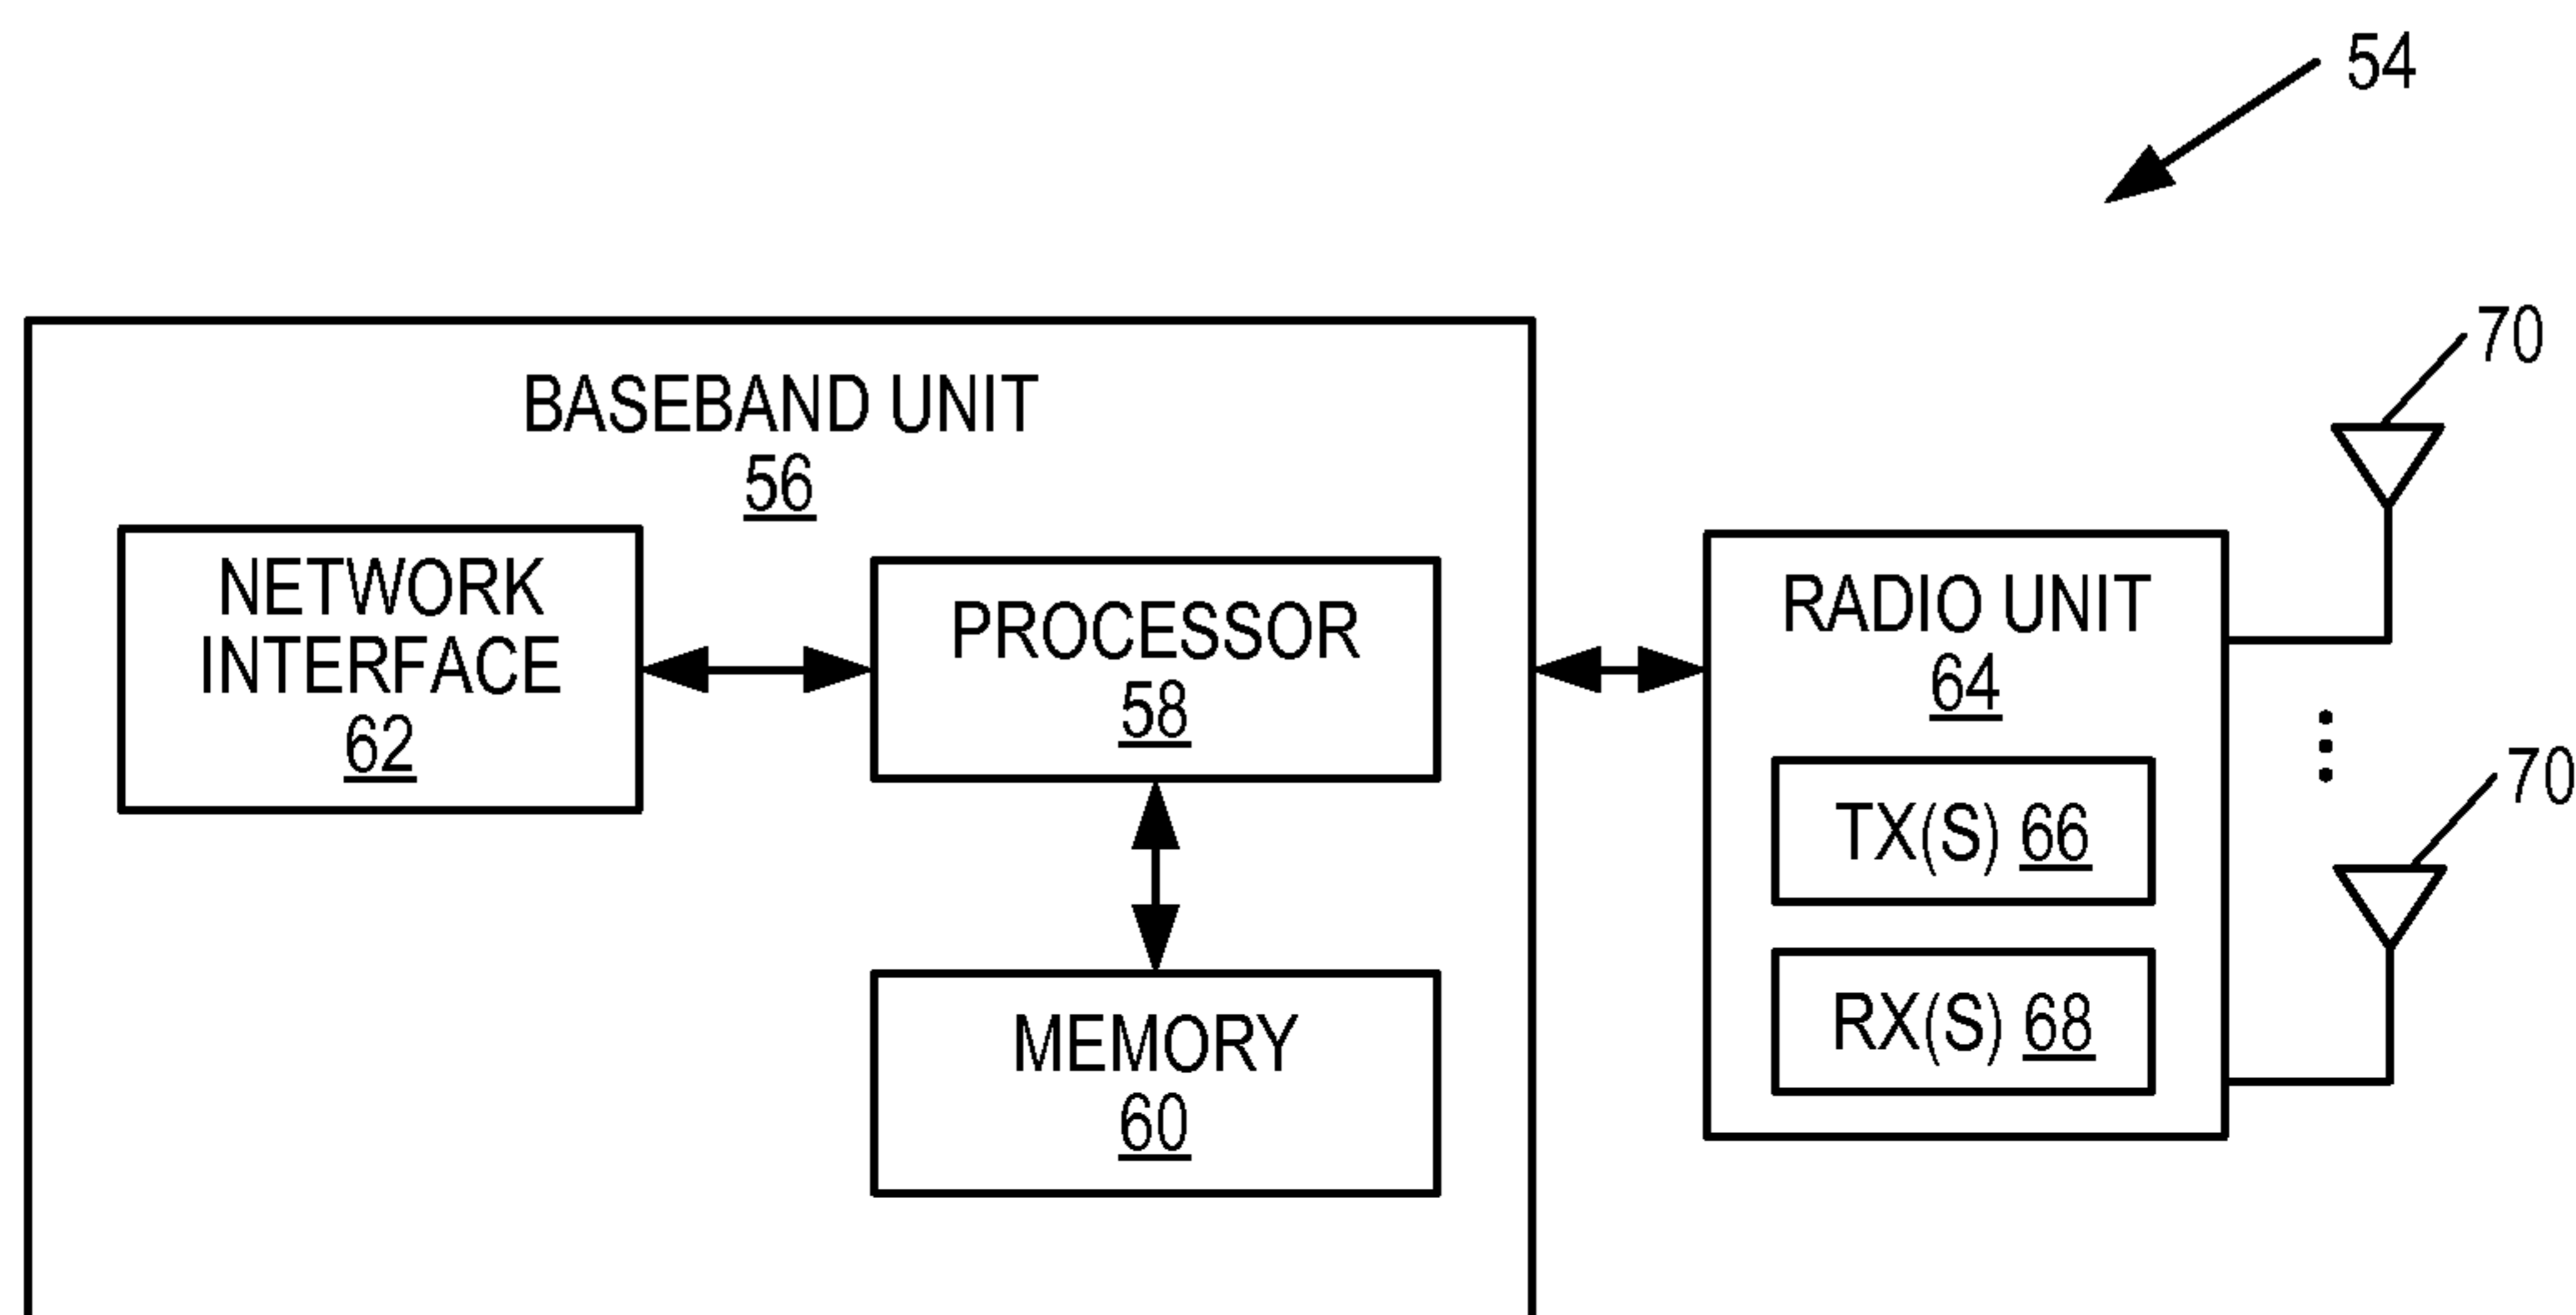 54
70
BASEBAND UNIT
56
NETWORK
INTERFACE
62
PROCESSOR
58
RADIO UNIT
64
70
TX(S) 66
RX(S) 68
MEMORY
60